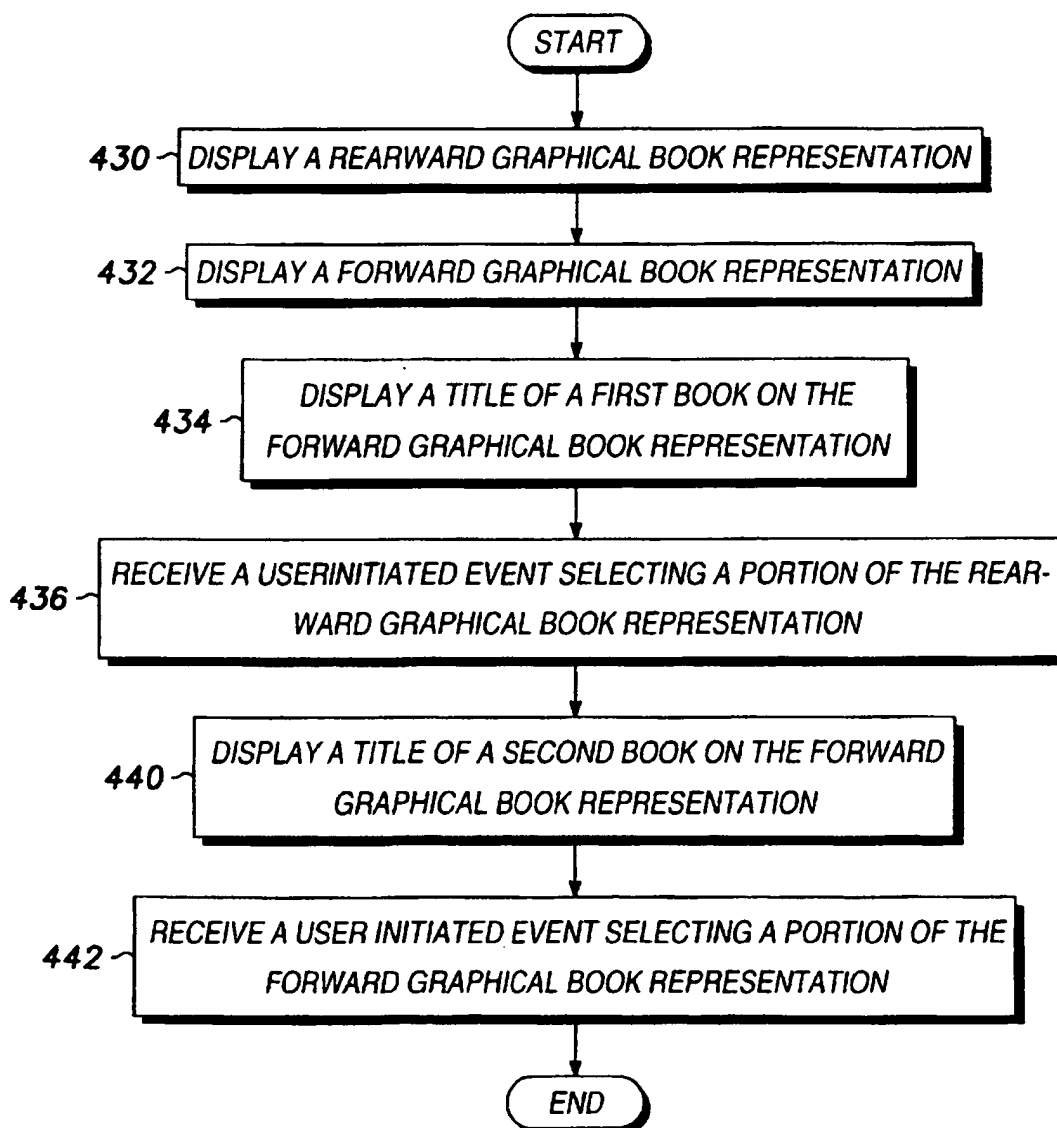 START
430 DISPLAY A REARWARD GRAPHICAL BOOK REPRESENTATION
432 DISPLAY A FORWARD GRAPHICAL BOOK REPRESENTATION
DISPLAY A TITLE OF A FIRST BOOK ON THE
434
FORWARD GRAPHICAL BOOK REPRESENTATION
RECEIVE A USERINITIATED EVENT SELECTING A PORTION OF THE REAR-
436
WARD GRAPHICAL BOOK REPRESENTATION
DISPLAY A TITLE OF A SECOND BOOK ON THE FORWARD
440
GRAPHICAL BOOK REPRESENTATION
RECEIVE A USER INITIATED EVENT SELECTING A PORTION OF THE
442
FORWARD GRAPHICAL BOOK REPRESENTATION
END